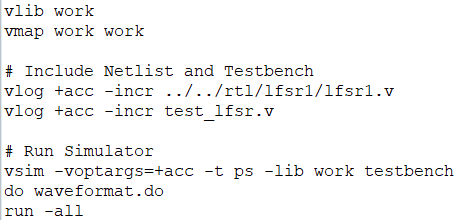 vlib work
vmap work work
# Include Netlist and Testbench
vlog +acc -incr ../../rtl/lfsr1/lfsr1.v
vlog +acc -incr test_lfsr.v
# Run Simulator
vsim -voptargs=+acc -t ps -lib work testbench
do waveformat.do
run -all